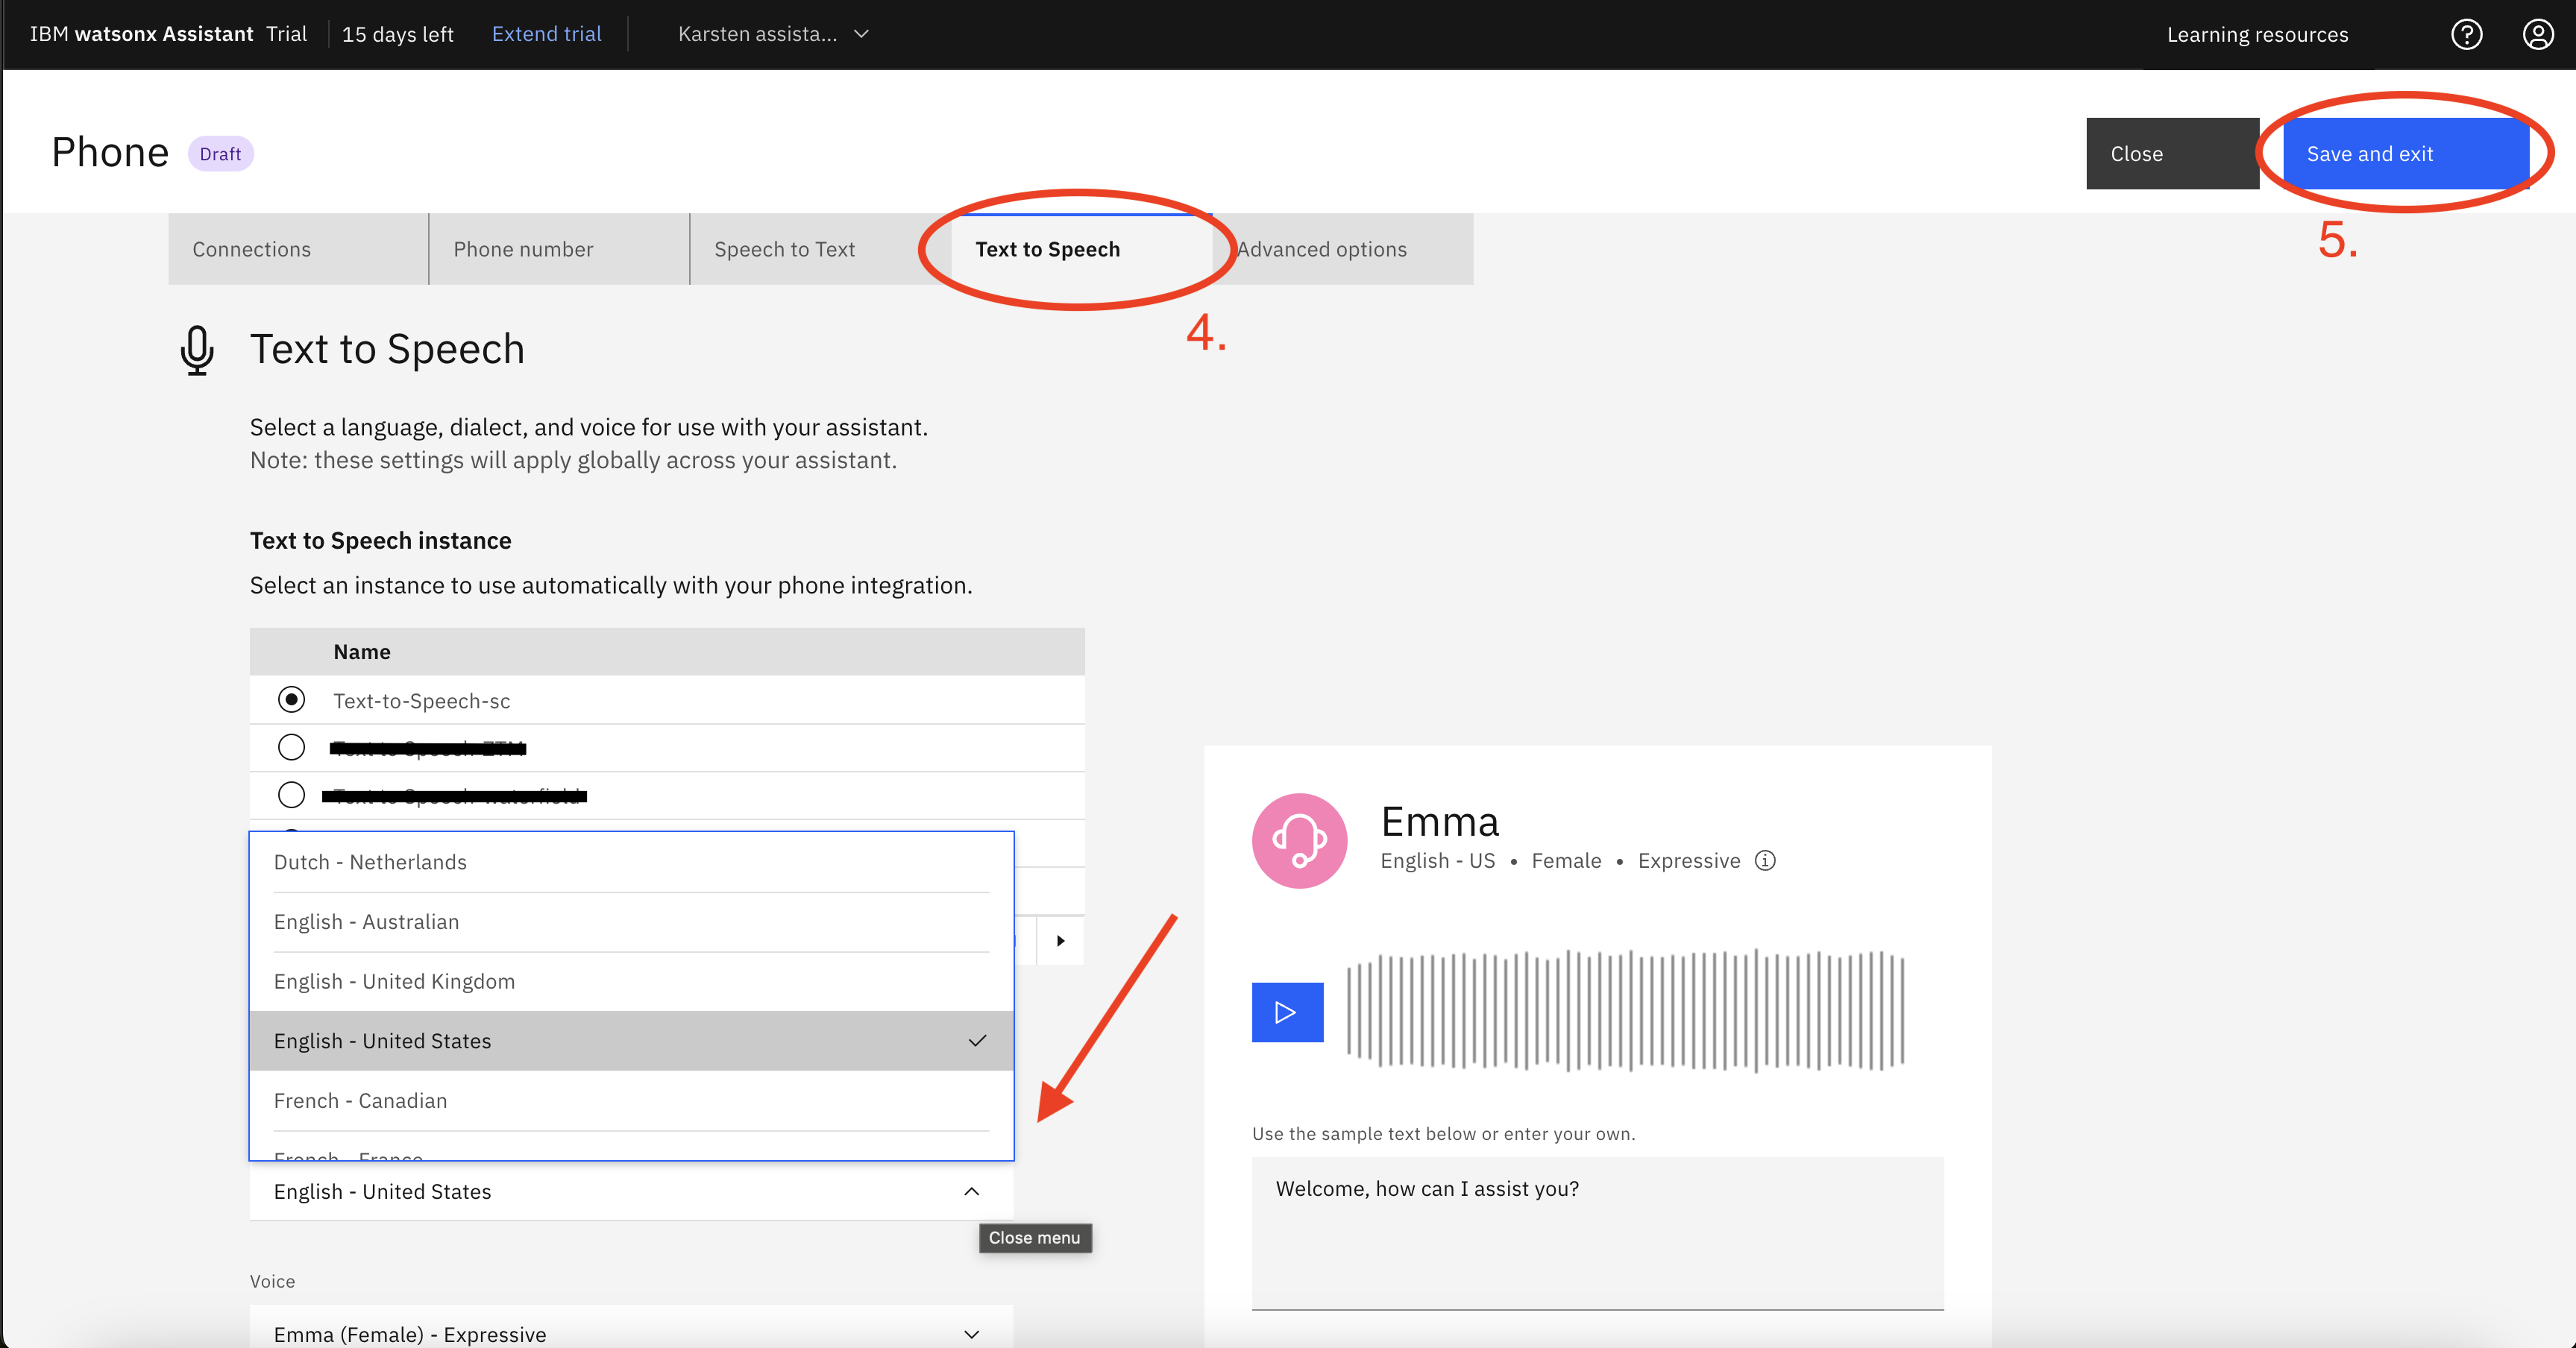 IBM watsonx Assistant Trial 15 days left Extend trial Karsten assista... Learning resources
Phone Draft Close Save and exit
5.
Connections Phone number Speech to Text Text to Speech Advanced options
4.
Text to Speech
Select a language, dialect, and voice for use with your assistant.
Note: these settings will apply globally across your assistant.
Text to Speech instance
Select an instance to use automatically with your phone integration.
Name
Text-to-Speech-sc
Dutch - Netherlands
English - Australian
English - United Kingdom
English - United States
French - Canadian
French - France
English - United States
Close menu
Voice
Emma (Female) - Expressive
Emma
English - US • Female • Expressive
Use the sample text below or enter your own.
Welcome, how can I assist you?